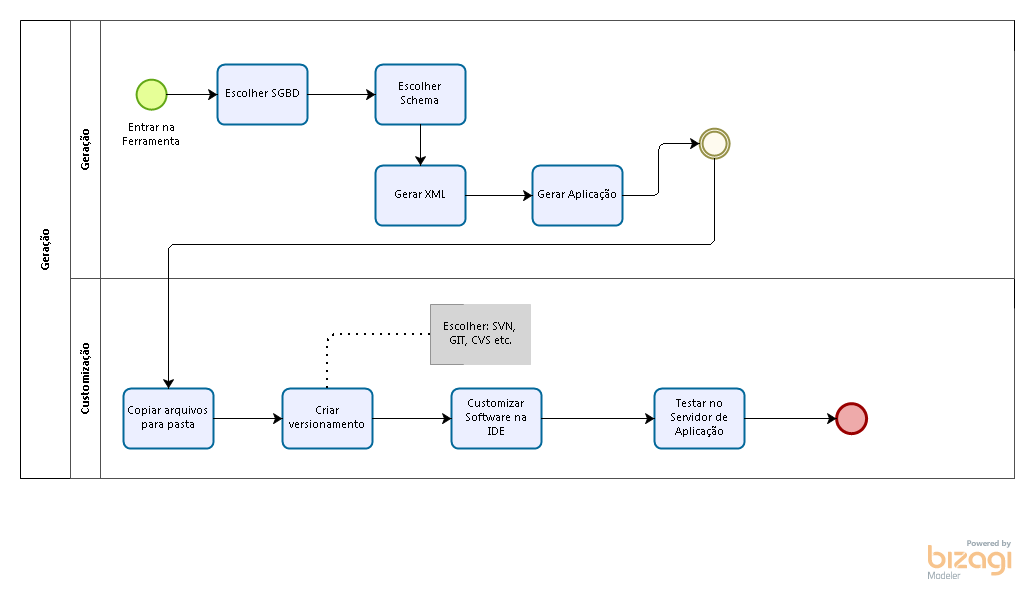 Geração
Geração
Entrar na
Ferramenta
Escolher SGBD
Escolher
Schema
Gerar XML
Gerar Aplicação
Customização
Escolher: SVN,
GIT, CVS etc.
Copiar arquivos
para pasta
Criar
versionamento
Customizar
Software na
IDE
Testar no
Servidor de
Aplicação
Powered by
bizagi
Modeler